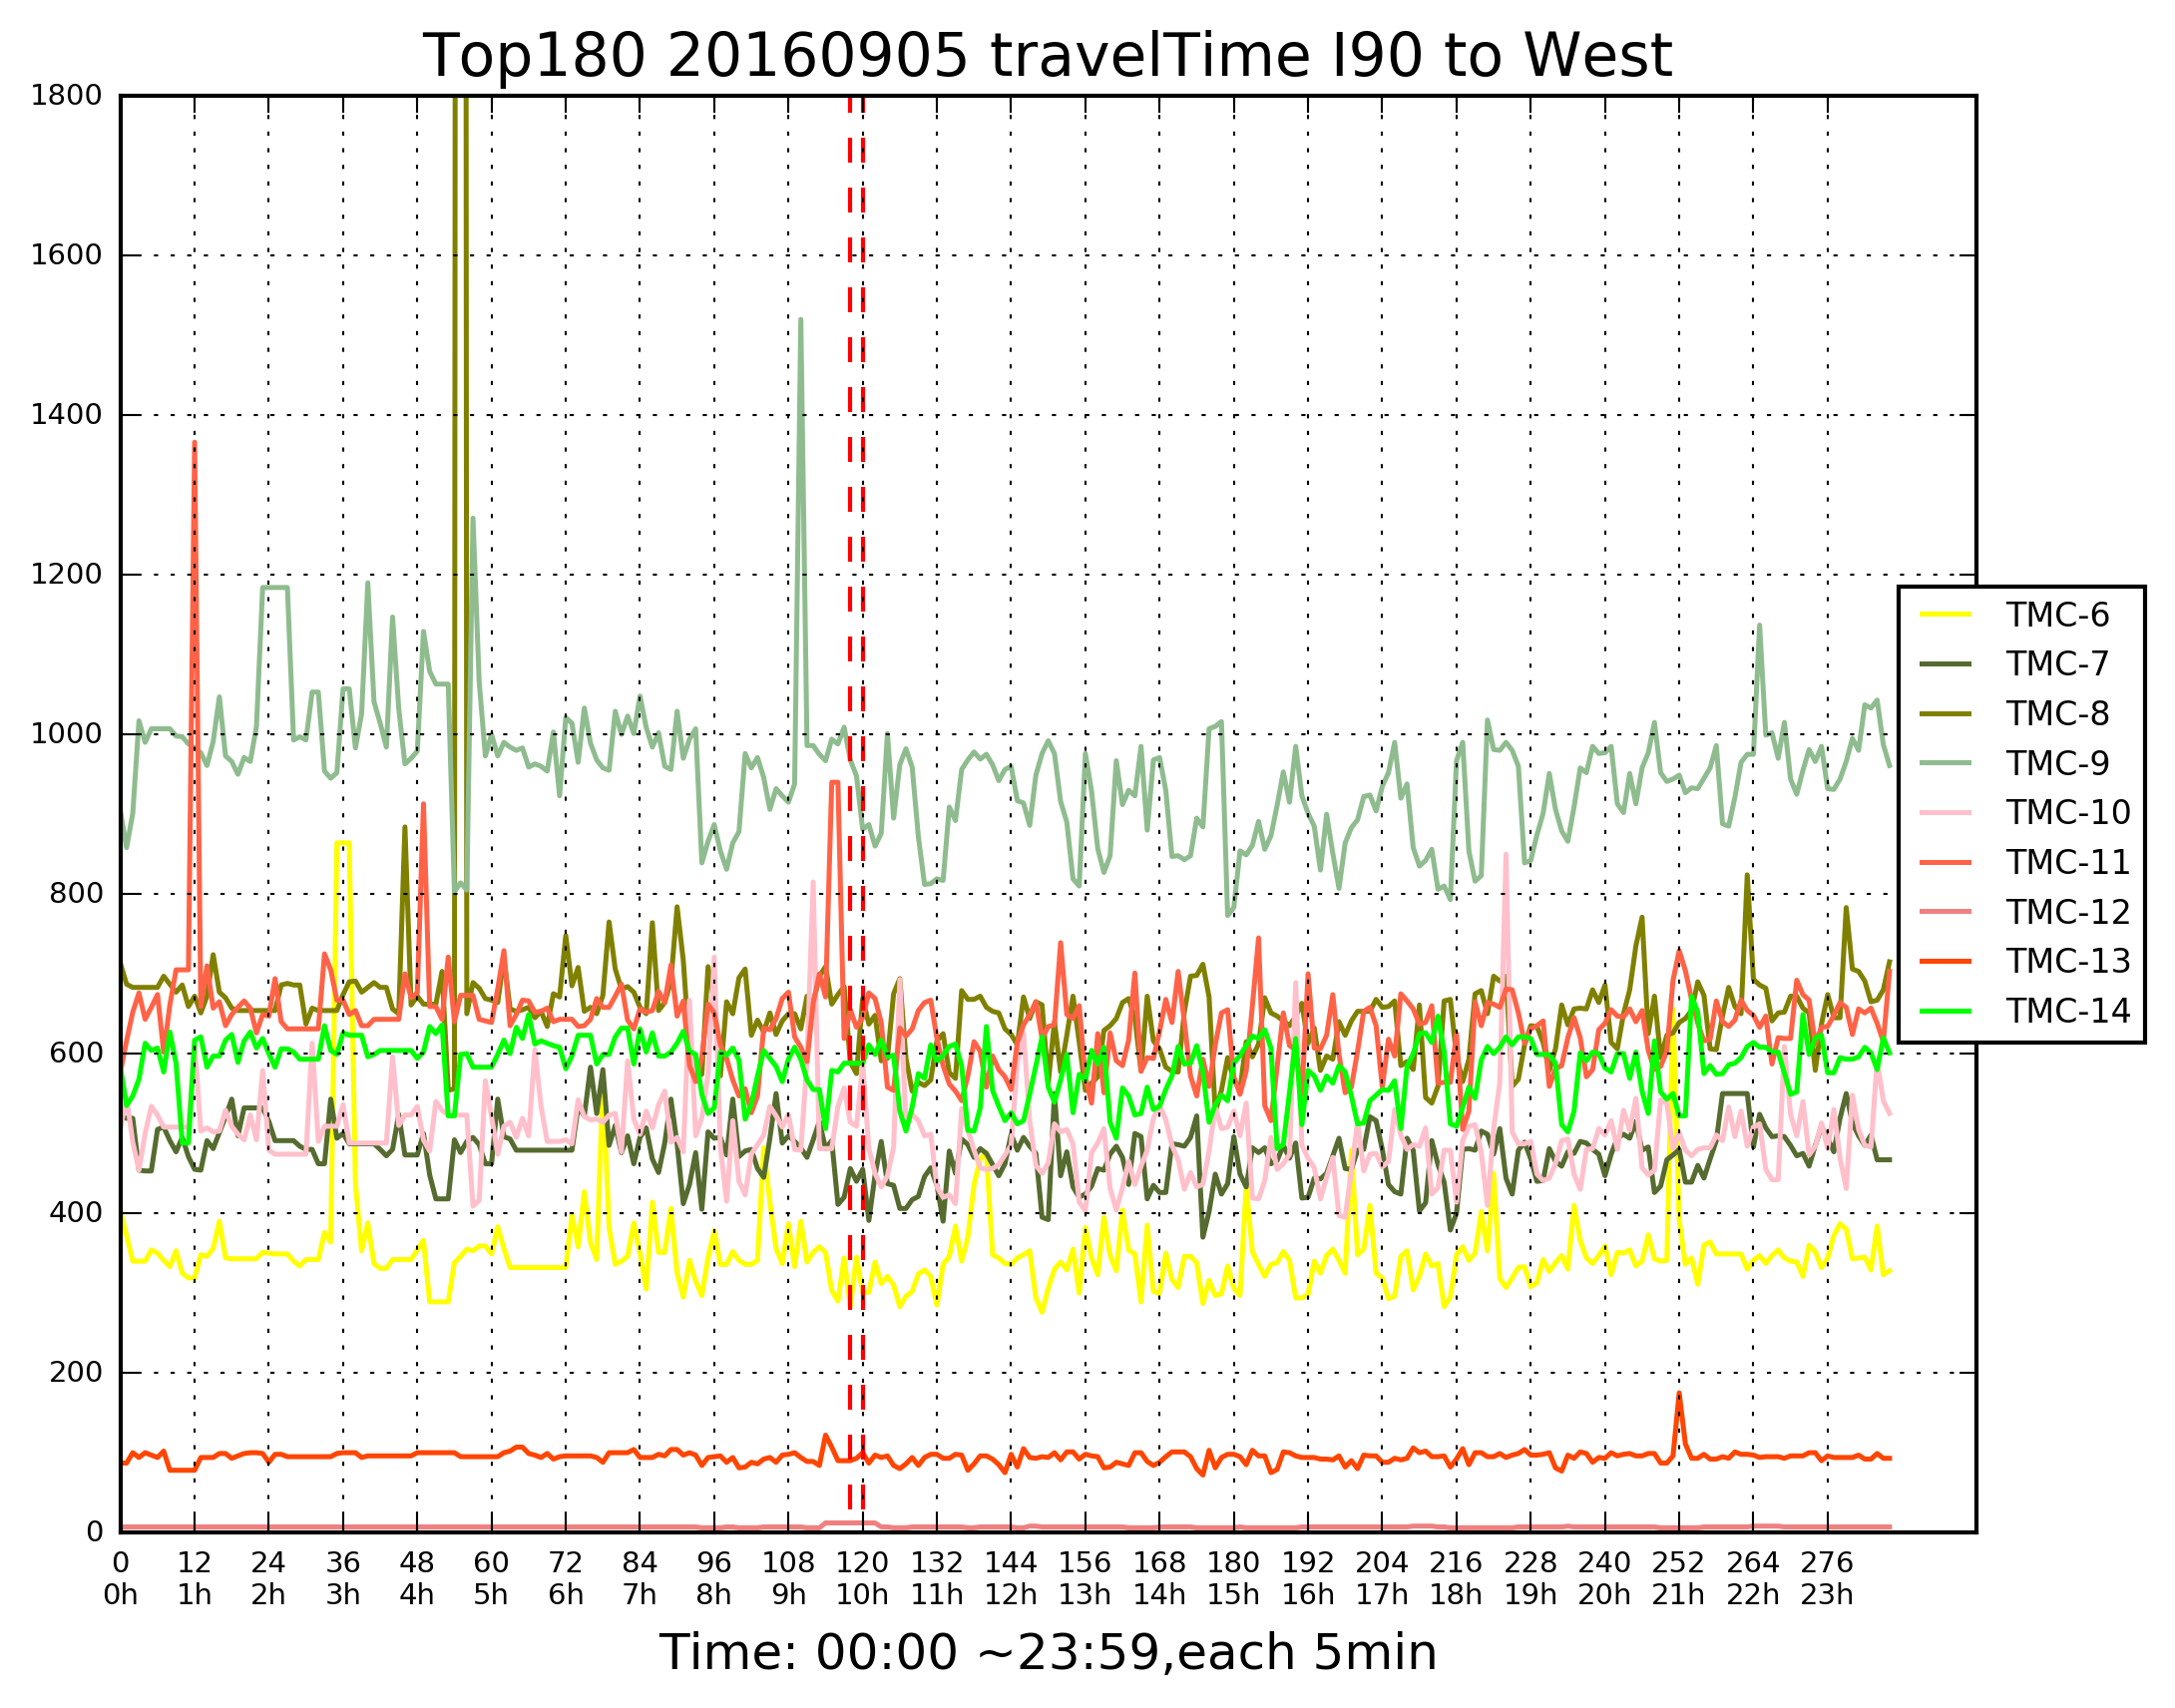 Top180 20160905 travelTime I90 to West
1800
1600
1400
1200
1000
800
600
400
200
0
TMC-6
TMC-7
TMC-8
TMC-9
TMC-10
TMC-11
TMC-12
TMC-13
TMC-14
0 12 24 36 48 60 72 84 96 108 120 132 144 156 168 180 192 204 216 228 240 252 264 276
0h 1h 2h 3h 4h 5h 6h 7h 8h 9h 10h 11h 12h 13h 14h 15h 16h 17h 18h 19h 20h 21h 22h 23h
Time: 00:00 ~23:59,each 5min